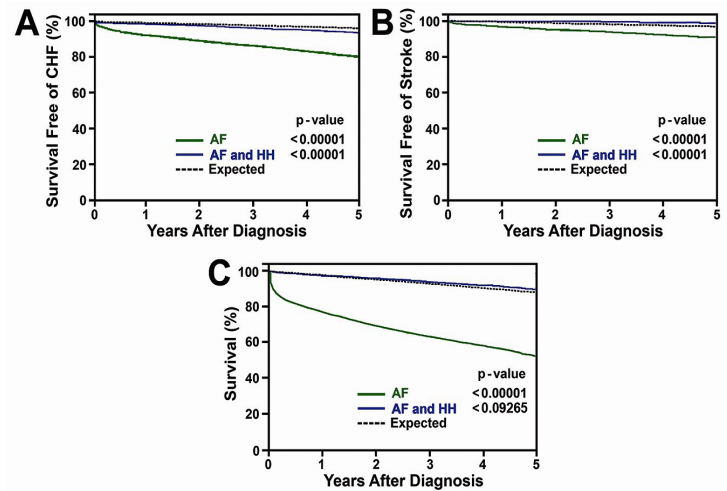 A
Survival Free of CHF (%)
100
80
60
40
20
0
p-value
AF <0.00001
AF and HH <0.00001
Expected
0 1 2 3 4 5
Years After Diagnosis
B
Survival Free of Stroke (%)
100
80
60
40
20
0
p-value
AF <0.00001
AF and HH <0.00001
Expected
0 1 2 3 4 5
Years After Diagnosis
C
Survival (%)
100
80
60
40
20
0
p-value
AF <0.00001
AF and HH <0.09265
Expected
0 1 2 3 4 5
Years After Diagnosis